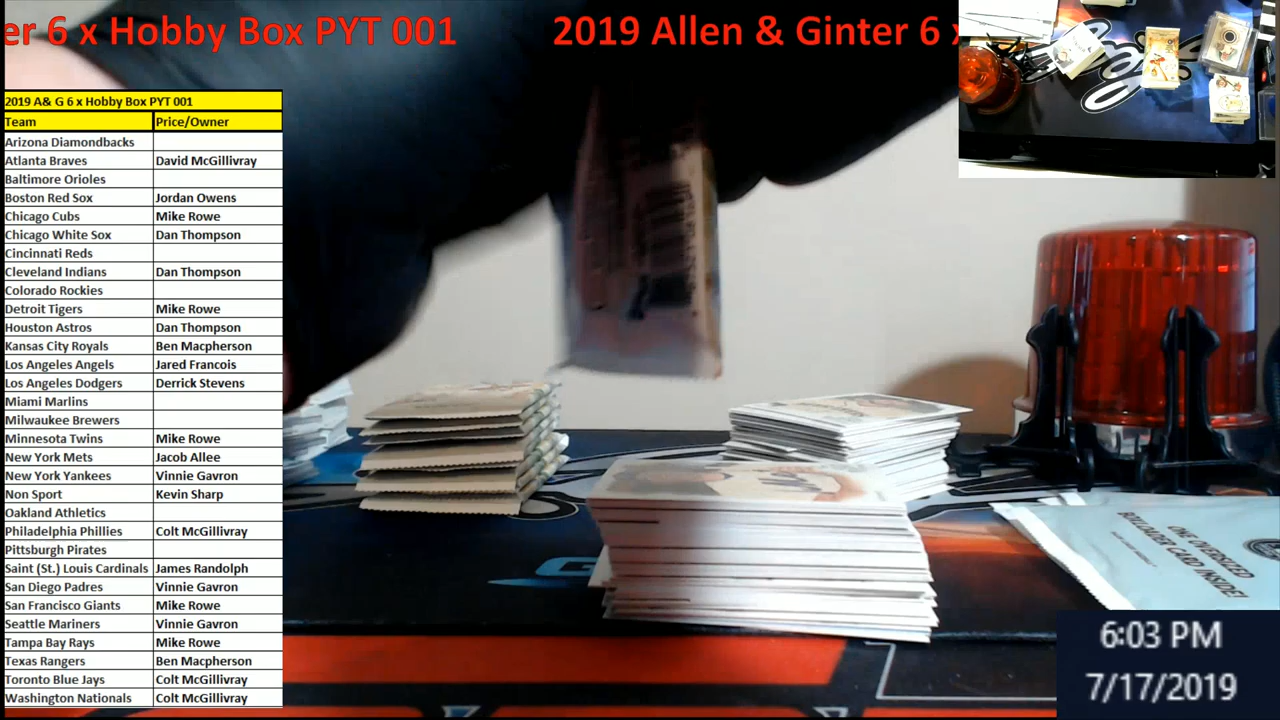 er 6 x Hobby Box PYT 001 2019 Allen & Ginter 6 x
2019 A& G 6 x Hobby Box PYT 001
Team Price/Owner
Arizona Diamondbacks
Atlanta Braves David McGillivray
Baltimore Orioles
Boston Red Sox Jordan Owens
Chicago Cubs Mike Rowe
Chicago White Sox Dan Thompson
Cincinnati Reds
Cleveland Indians Dan Thompson
Colorado Rockies
Detroit Tigers Mike Rowe
Houston Astros Dan Thompson
Kansas City Royals Ben Macpherson
Los Angeles Angels Jared Francois
Los Angeles Dodgers Derrick Stevens
Miami Marlins
Milwaukee Brewers
Minnesota Twins Mike Rowe
New York Mets Jacob Allee
New York Yankees Vinnie Gavron
Non Sport Kevin Sharp
Oakland Athletics
Philadelphia Phillies Colt McGillivray
Pittsburgh Pirates
Saint (St.) Louis Cardinals James Randolph
San Diego Padres Vinnie Gavron
San Francisco Giants Mike Rowe
Seattle Mariners Vinnie Gavron
Tampa Bay Rays Mike Rowe
Texas Rangers Ben Macpherson
Toronto Blue Jays Colt McGillivray
Washington Nationals Colt McGillivray
ONE OVERSIZED
BOXLOADER CARD INSIDE!
6:03 PM
7/17/2019